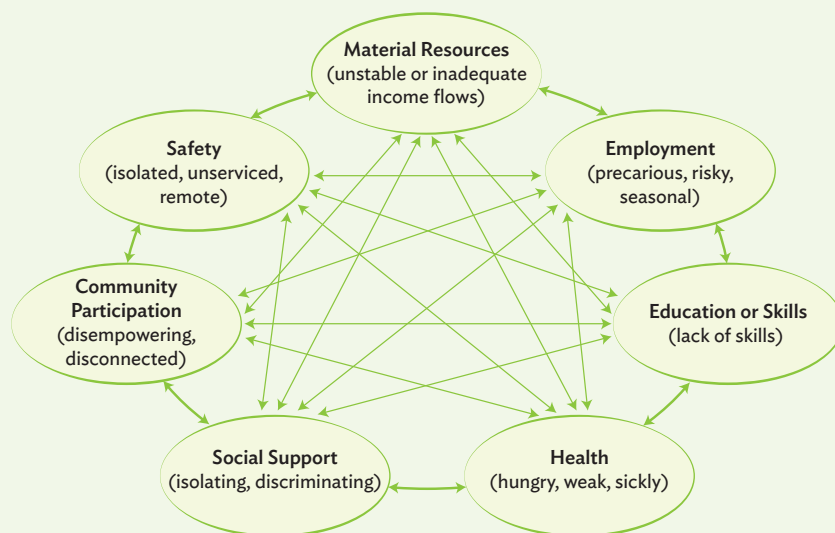 Material Resources
(unstable or inadequate
income flows)
Safety
(isolated, unserviced,
remote)
Employment
(precarious, risky,
seasonal)
Community
Participation
(disempowering,
disconnected)
Education or Skills
(lack of skills)
Social Support
(isolating, discriminating)
Health
(hungry, weak, sickly)